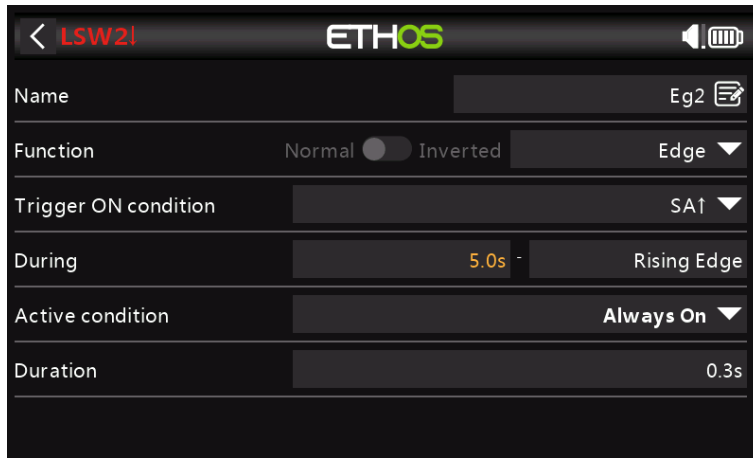 LSW2↓ ETHOS
Name Eg2
Function Normal Inverted Edge
Trigger ON condition SA↑
During 5.0s - Rising Edge
Active condition Always On
Duration 0.3s